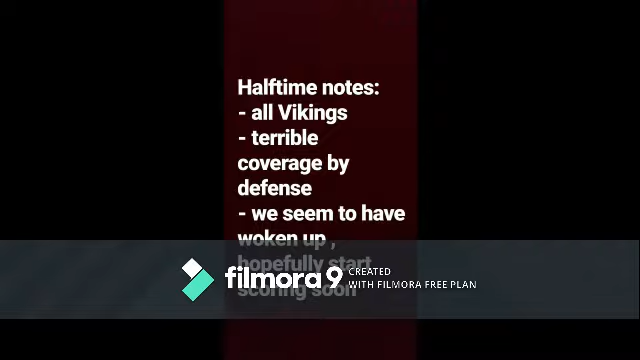 Halftime notes:
- all Vikings
- terrible
coverage by
defense
- we seem to have
woken up ,
hopefully start
scoring soon
filmora 9
CREATED
WITH FILMORA FREE PLAN